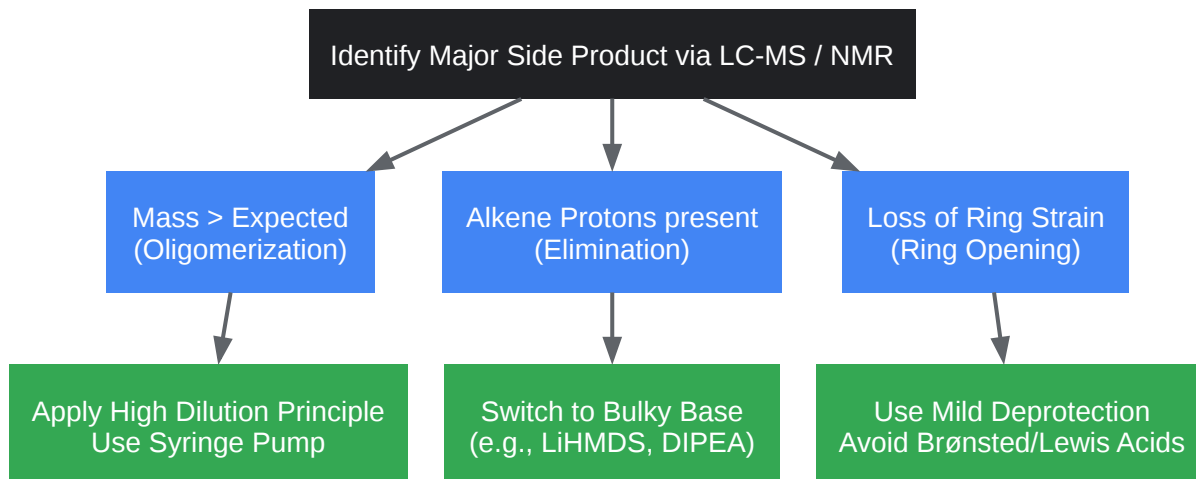 Identify Major Side Product via LC-MS / NMR
Mass > Expected
(Oligomerization)
Alkene Protons present
(Elimination)
Loss of Ring Strain
(Ring Opening)
Apply High Dilution Principle
Use Syringe Pump
Switch to Bulky Base
(e.g., LiHMDS, DIPEA)
Use Mild Deprotection
Avoid Brønsted/Lewis Acids